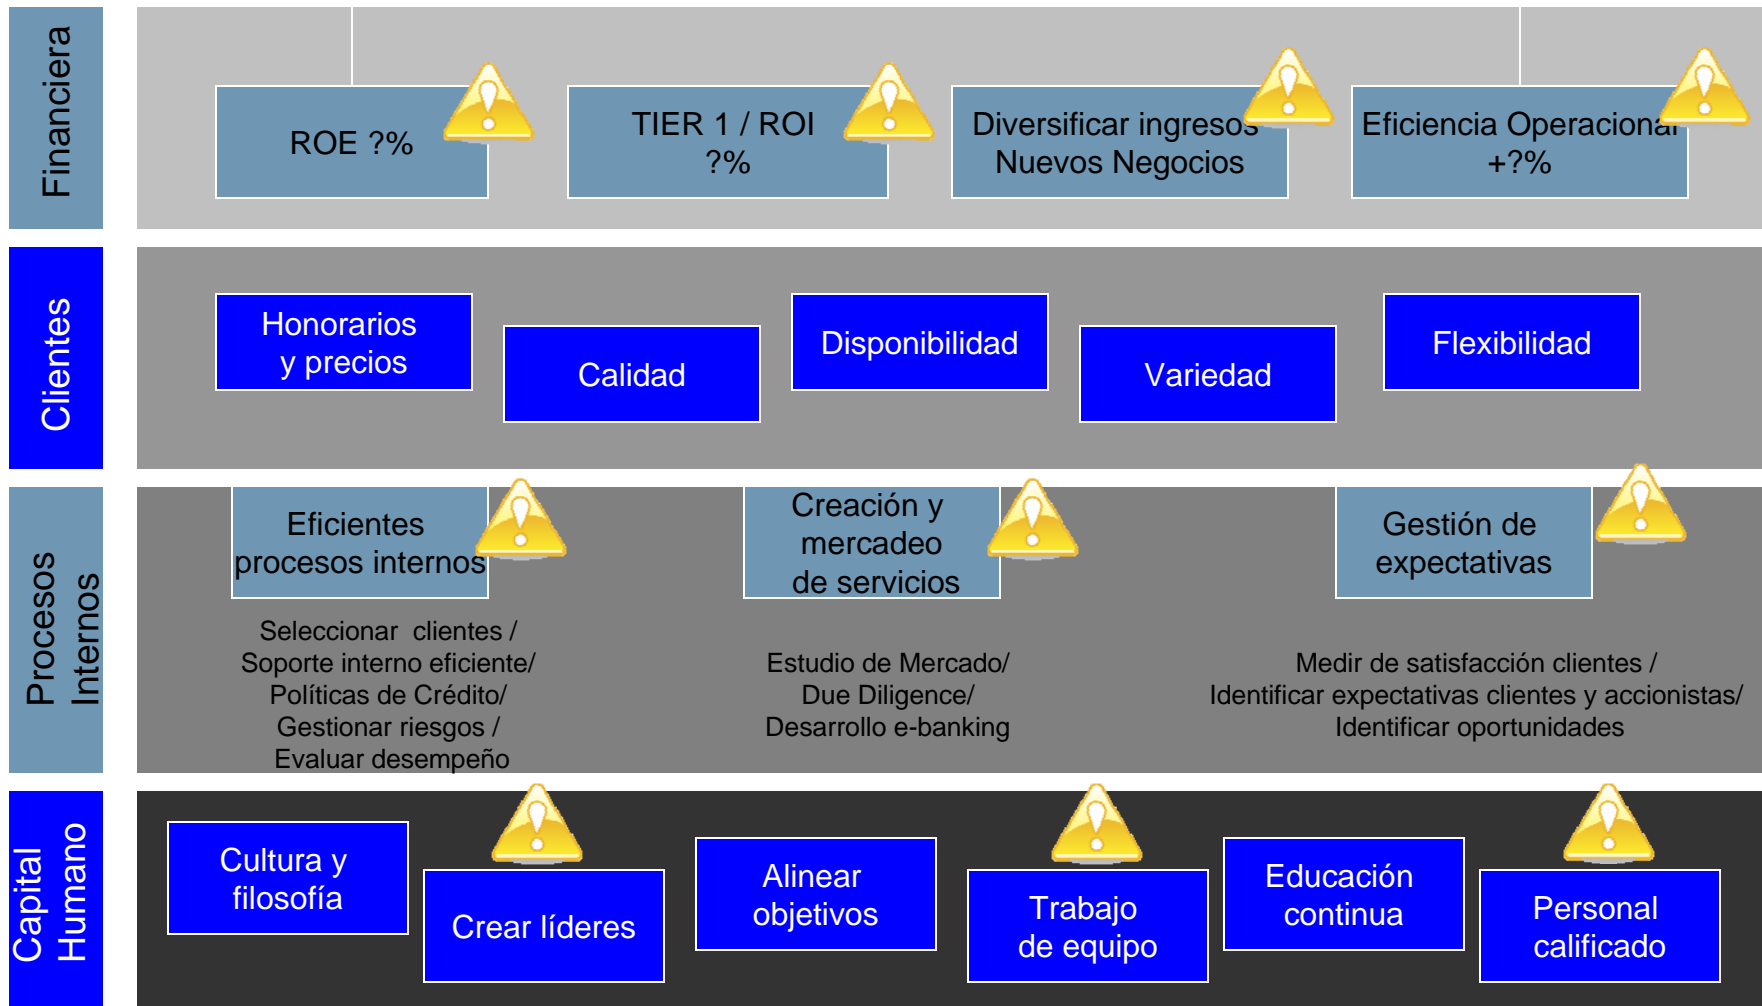 Financiera
ROE ?%
TIER 1 / ROI
?%
Diversificar ingresos
Nuevos Negocios
Eficiencia Operacional
+?%
Clientes
Honorarios
y precios
Calidad
Disponibilidad
Variedad
Flexibilidad
Procesos
Internos
Eficientes
procesos internos
Seleccionar clientes /
Soporte interno eficiente/
Políticas de Crédito/
Gestionar riesgos /
Evaluar desempeño
Creación y
mercadeo
de servicios
Estudio de Mercado/
Due Diligence/
Desarrollo e-banking
Gestión de
expectativas
Medir de satisfacción clientes /
Identificar expectativas clientes y accionistas/
Identificar oportunidades
Capital
Humano
Cultura y
filosofía
Crear líderes
Alinear
objetivos
Trabajo
de equipo
Educación
continua
Personal
calificado